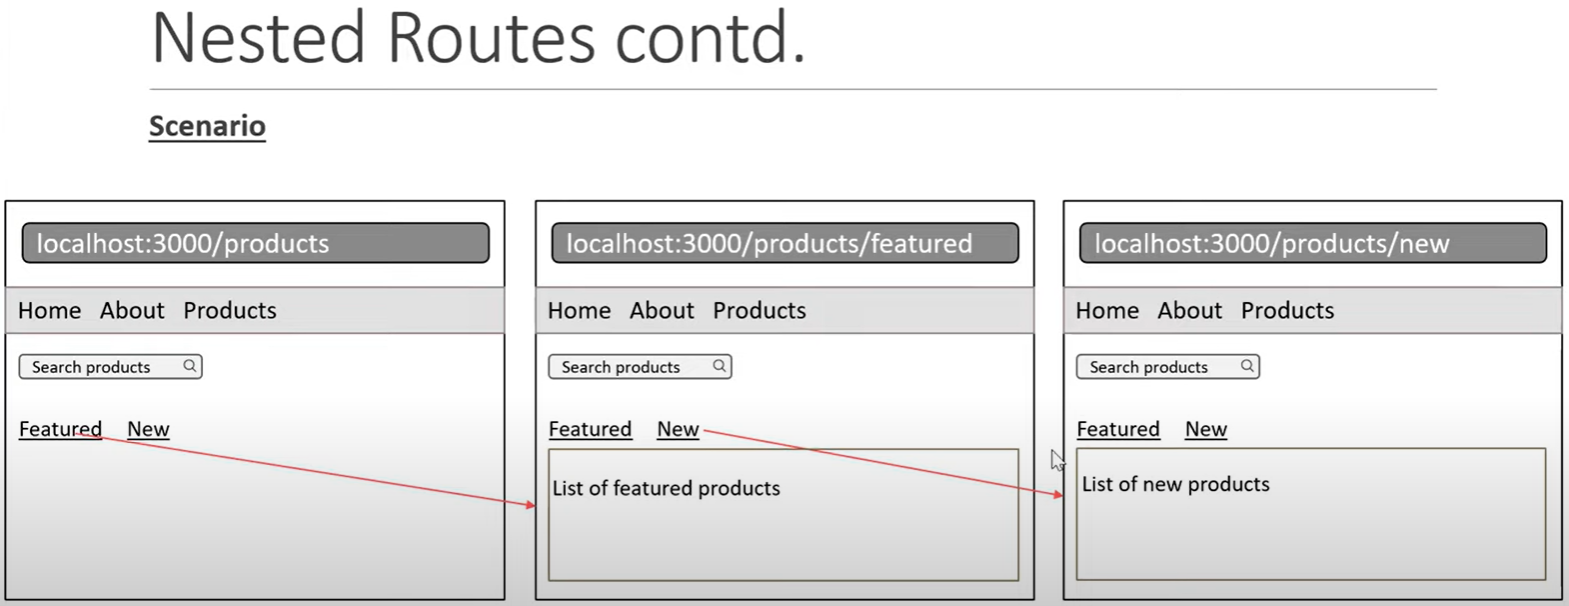 Nested Routes contd.
Scenario
localhost:3000/products
Home About Products
Search products
Featured New
localhost:3000/products/featured
Home About Products
Search products
Featured New
List of featured products
localhost:3000/products/new
Home About Products
Search products
Featured New
List of new products